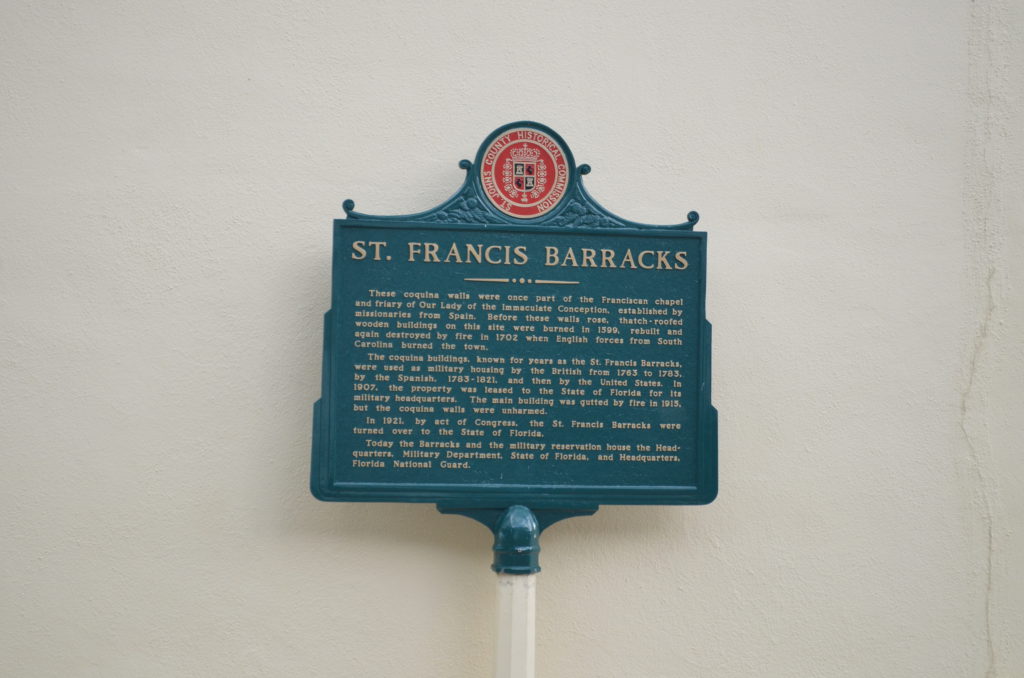 ST. JOHNS COUNTY HISTORICAL COMMISSION
ST. FRANCIS BARRACKS
These coquina walls were once part of the Franciscan chapel
and friary of Our Lady of the Immaculate Conception, established by
missionaries from Spain. Before these walls rose, thatch-roofed
wooden buildings on this site were burned in 1599, rebuilt and
again destroyed by fire in 1702 when English forces from South
Carolina burned the town.
The coquina buildings, known for years as the St. Francis Barracks,
were used as military housing by the British from 1763 to 1783,
by the Spanish, 1783-1821, and then by the United States. In
1907, the property was leased to the State of Florida for its
military headquarters. The main building was gutted by fire in 1915,
but the coquina walls were unharmed.
In 1921, by act of Congress, the St. Francis Barracks were
turned over to the State of Florida.
Today the Barracks and the military reservation house the Head-
quarters, Military Department, State of Florida, and Headquarters,
Florida National Guard.